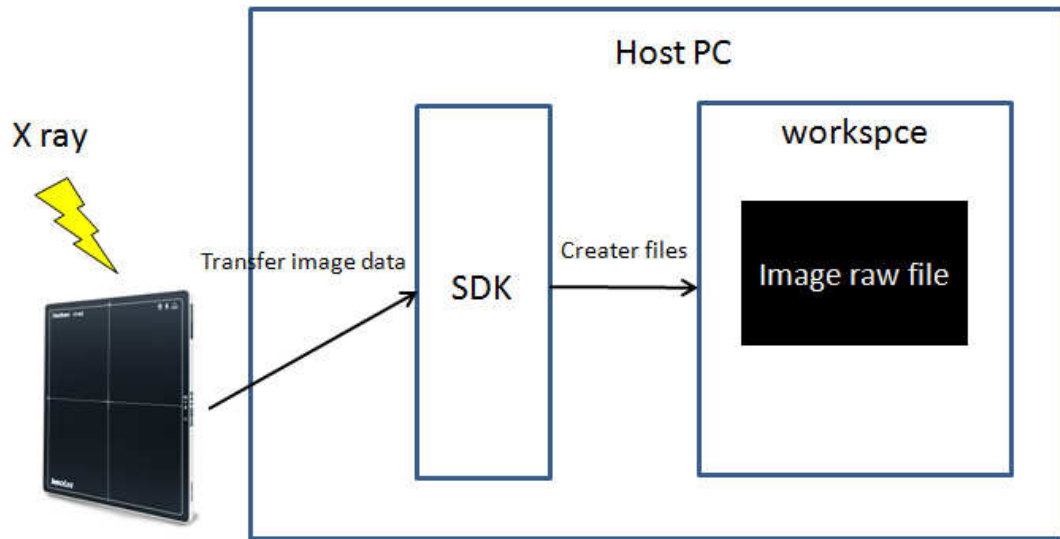 Host PC
X ray
workspce
Transfer image data
Creater files
SDK
Image raw file